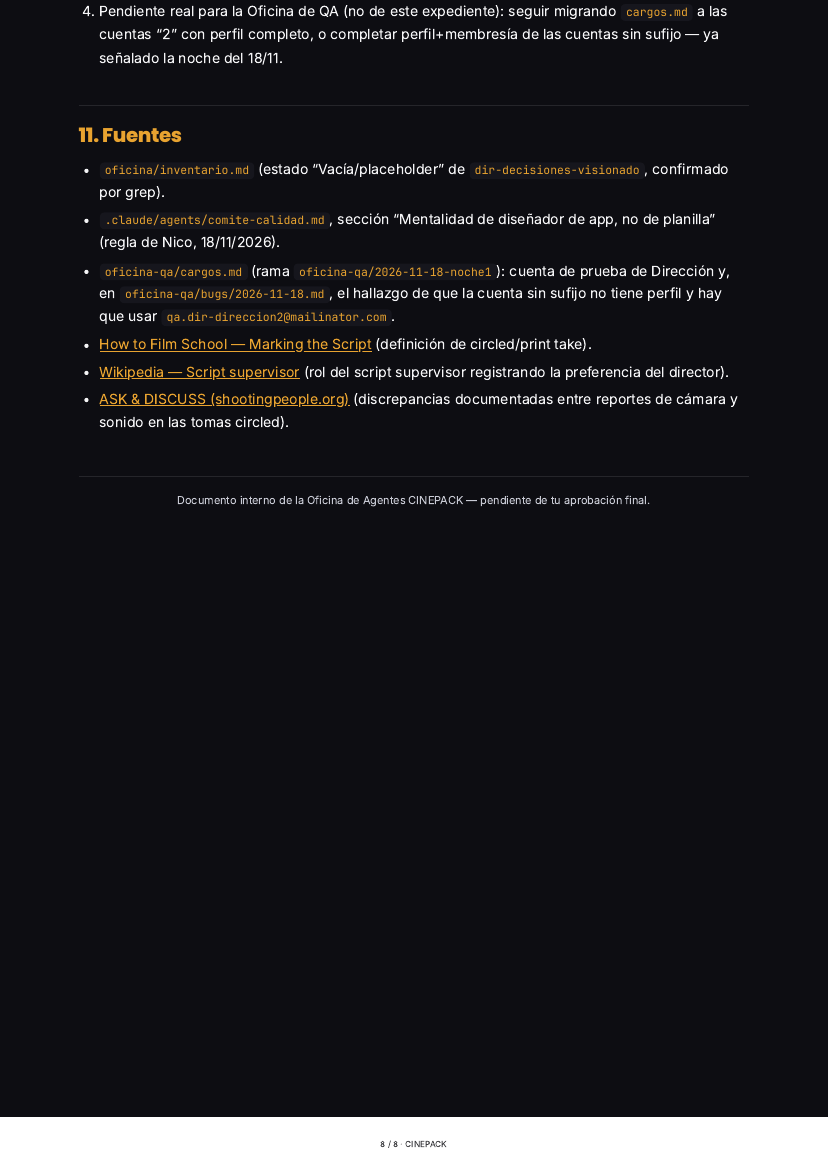 4. Pendiente real para la Oficina de QA (no de este expediente): seguir migrando cargos.md a las
cuentas “2” con perfil completo, o completar perfil+membresía de las cuentas sin sufijo — ya
señalado la noche del 18/11.
11. Fuentes
• oficina/inventario.md (estado “Vacía/placeholder” de dir-decisiones-visionado, confirmado
por grep).
• .claude/agents/comite-calidad.md, sección “Mentalidad de diseñador de app, no de planilla”
(regla de Nico, 18/11/2026).
• oficina-qa/cargos.md (rama oficina-qa/2026-11-18-noche1): cuenta de prueba de Dirección y,
en oficina-qa/bugs/2026-11-18.md, el hallazgo de que la cuenta sin sufijo no tiene perfil y hay
que usar qa.dir-direccion2@mailinator.com.
• How to Film School — Marking the Script (definición de circled/print take).
• Wikipedia — Script supervisor (rol del script supervisor registrando la preferencia del director).
• ASK & DISCUSS (shootingpeople.org) (discrepancias documentadas entre reportes de cámara y
sonido en las tomas circled).
Documento interno de la Oficina de Agentes CINEPACK — pendiente de tu aprobación final.
8 / 8 · CINEPACK